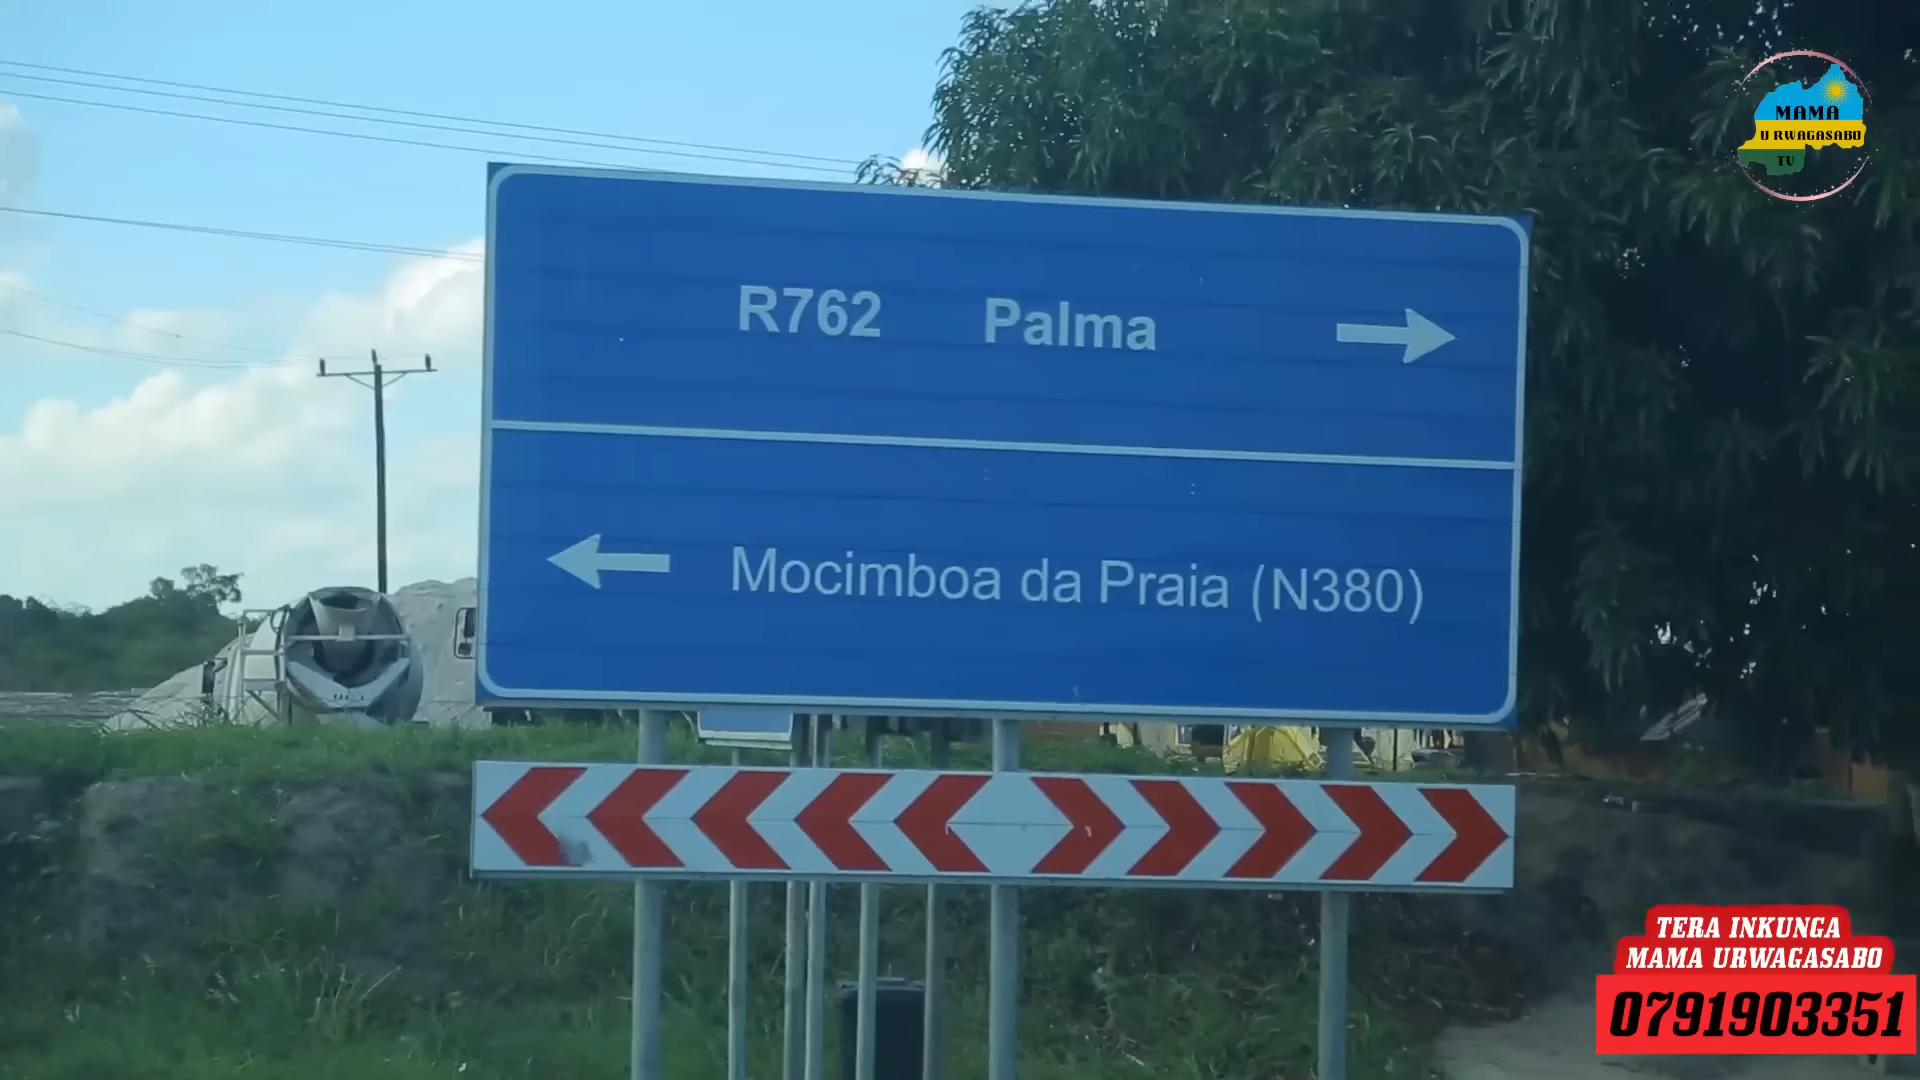 MAMA
U RWAGASABO
TV
R762 Palma
Mocimboa da Praia (N380)
TERA INKUNGA
MAMA URWAGASABO
0791903351